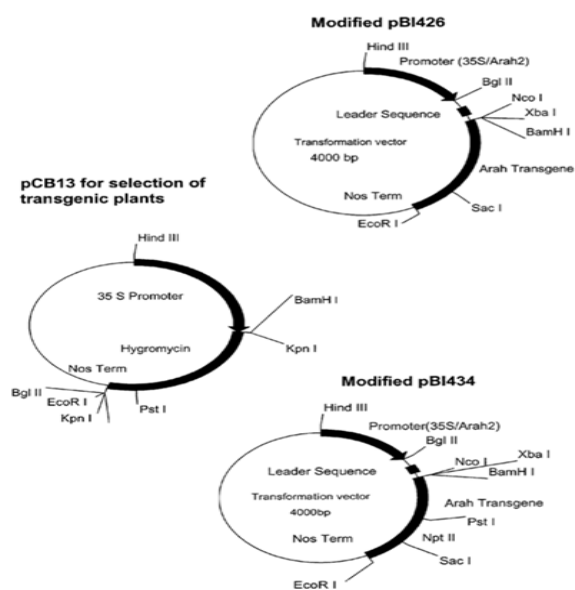 Modified pBI426
Hind III
Promoter (35S/Arah2)
Bgl II
Nco I
Leader Sequence
Xba I
BamH I
Transformation vector
4000 bp
Arah Transgene
Nos Term
Sac I
EcoR I
pCB13 for selection of
transgenic plants
Hind III
35 S Promoter
BamH I
Hygromycin
Kpn I
Nos Term
Bgl II
EcoR I
Pst I
Kpn I
Modified pBI434
Hind III
Promoter(35S/Arah2)
Bgl II
Xba I
Nco I
Leader Sequence
BamH I
Transformation vector
Arah Transgene
4000bp
Pst I
Nos Term
Npt II
Sac I
EcoR I